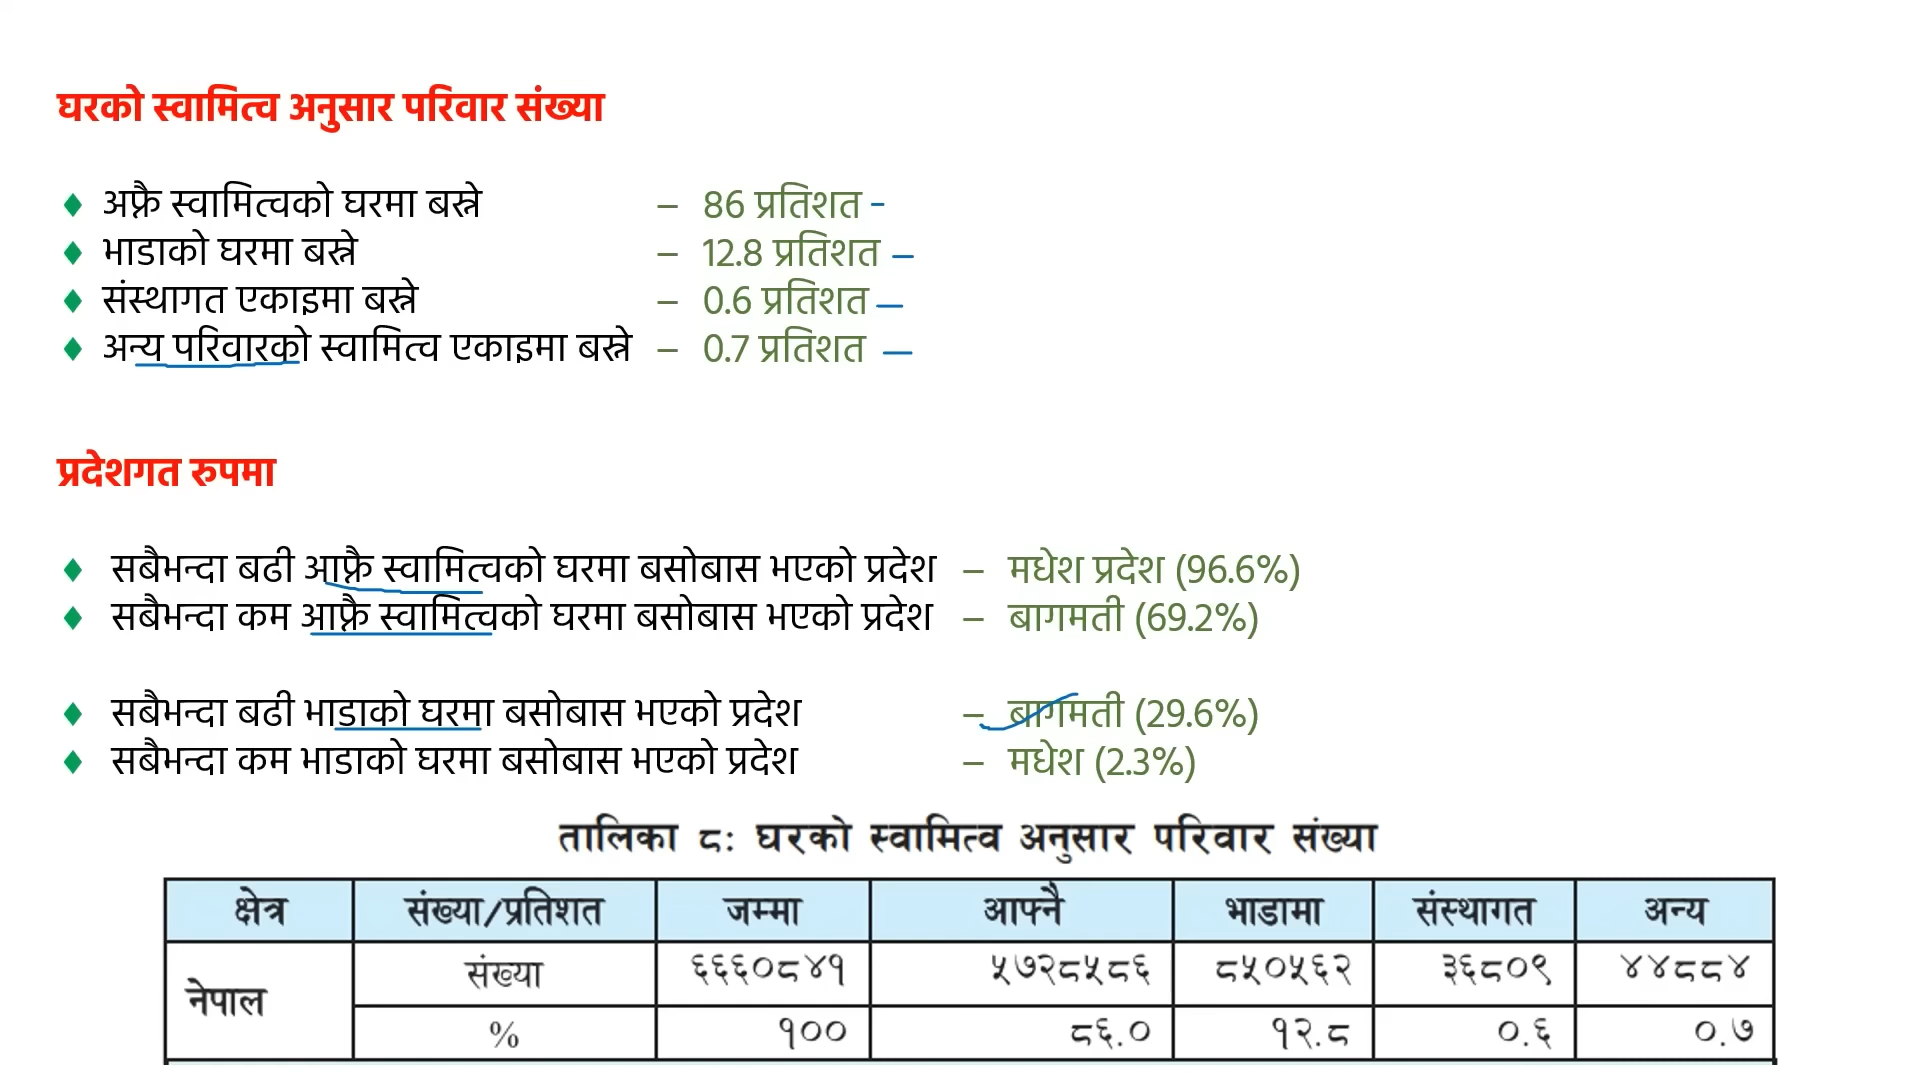 घरको स्वामित्व अनुसार परिवार संख्या
♦ अफ्नै स्वामित्वको घरमा बस्ने – 86 प्रतिशत
♦ भाडाको घरमा बस्ने – 12.8 प्रतिशत
♦ संस्थागत एकाइमा बस्ने – 0.6 प्रतिशत
♦ अन्य परिवारको स्वामित्व एकाइमा बस्ने – 0.7 प्रतिशत
प्रदेशगत रुपमा
♦ सबैभन्दा बढी आफ्नै स्वामित्वको घरमा बसोबास भएको प्रदेश – मधेश प्रदेश (96.6%)
♦ सबैभन्दा कम आफ्नै स्वामित्वको घरमा बसोबास भएको प्रदेश – बागमती (69.2%)
♦ सबैभन्दा बढी भाडाको घरमा बसोबास भएको प्रदेश – बागमती (29.6%)
♦ सबैभन्दा कम भाडाको घरमा बसोबास भएको प्रदेश – मधेश (2.3%)
तालिका ८: घरको स्वामित्व अनुसार परिवार संख्या
क्षेत्र संख्या/प्रतिशत जम्मा आफ्नै भाडामा संस्थागत अन्य
नेपाल संख्या ६६६०८४१ ५७२८५८६ ८५०५६२ ३६८०९ ४४८८४
% १०० ८६.० १२.८ ०.६ ०.७